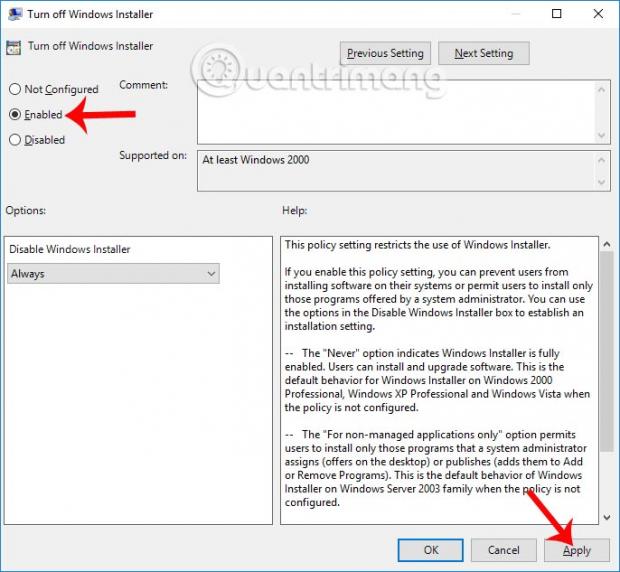 Turn off Windows Installer
Turn off Windows Installer
Previous Setting
Next Setting
Quantrimang
Not Configured
Comment:
Enabled
Disabled
Supported on:
At least Windows 2000
Options:
Help:
Disable Windows Installer
Always
This policy setting restricts the use of Windows Installer.
If you enable this policy setting, you can prevent users from
installing software on their systems or permit users to install only
those programs offered by a system administrator. You can use
the options in the Disable Windows Installer box to establish an
installation setting.
-- The "Never" option indicates Windows Installer is fully
enabled. Users can install and upgrade software. This is the
default behavior for Windows Installer on Windows 2000
Professional, Windows XP Professional and Windows Vista when
the policy is not configured.
-- The "For non-managed applications only" option permits
users to install only those programs that a system administrator
assigns (offers on the desktop) or publishes (adds them to Add
or Remove Programs). This is the default behavior of Windows
Installer on Windows Server 2003 family when the policy is not
configured.
OK
Cancel
Apply